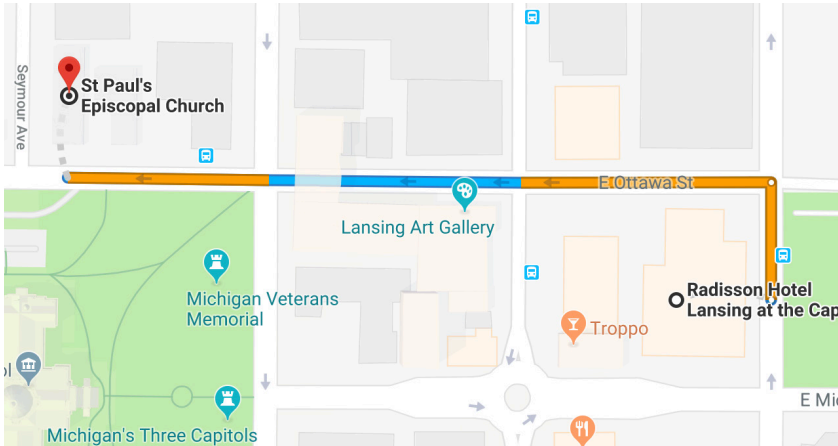 Seymour Ave
St Paul's
Episcopal Church
E Ottawa St
Lansing Art Gallery
Michigan Veterans
Memorial
Radisson Hotel
Lansing at the Cap
Troppo
ol
E Mic
Michigan's Three Capitols